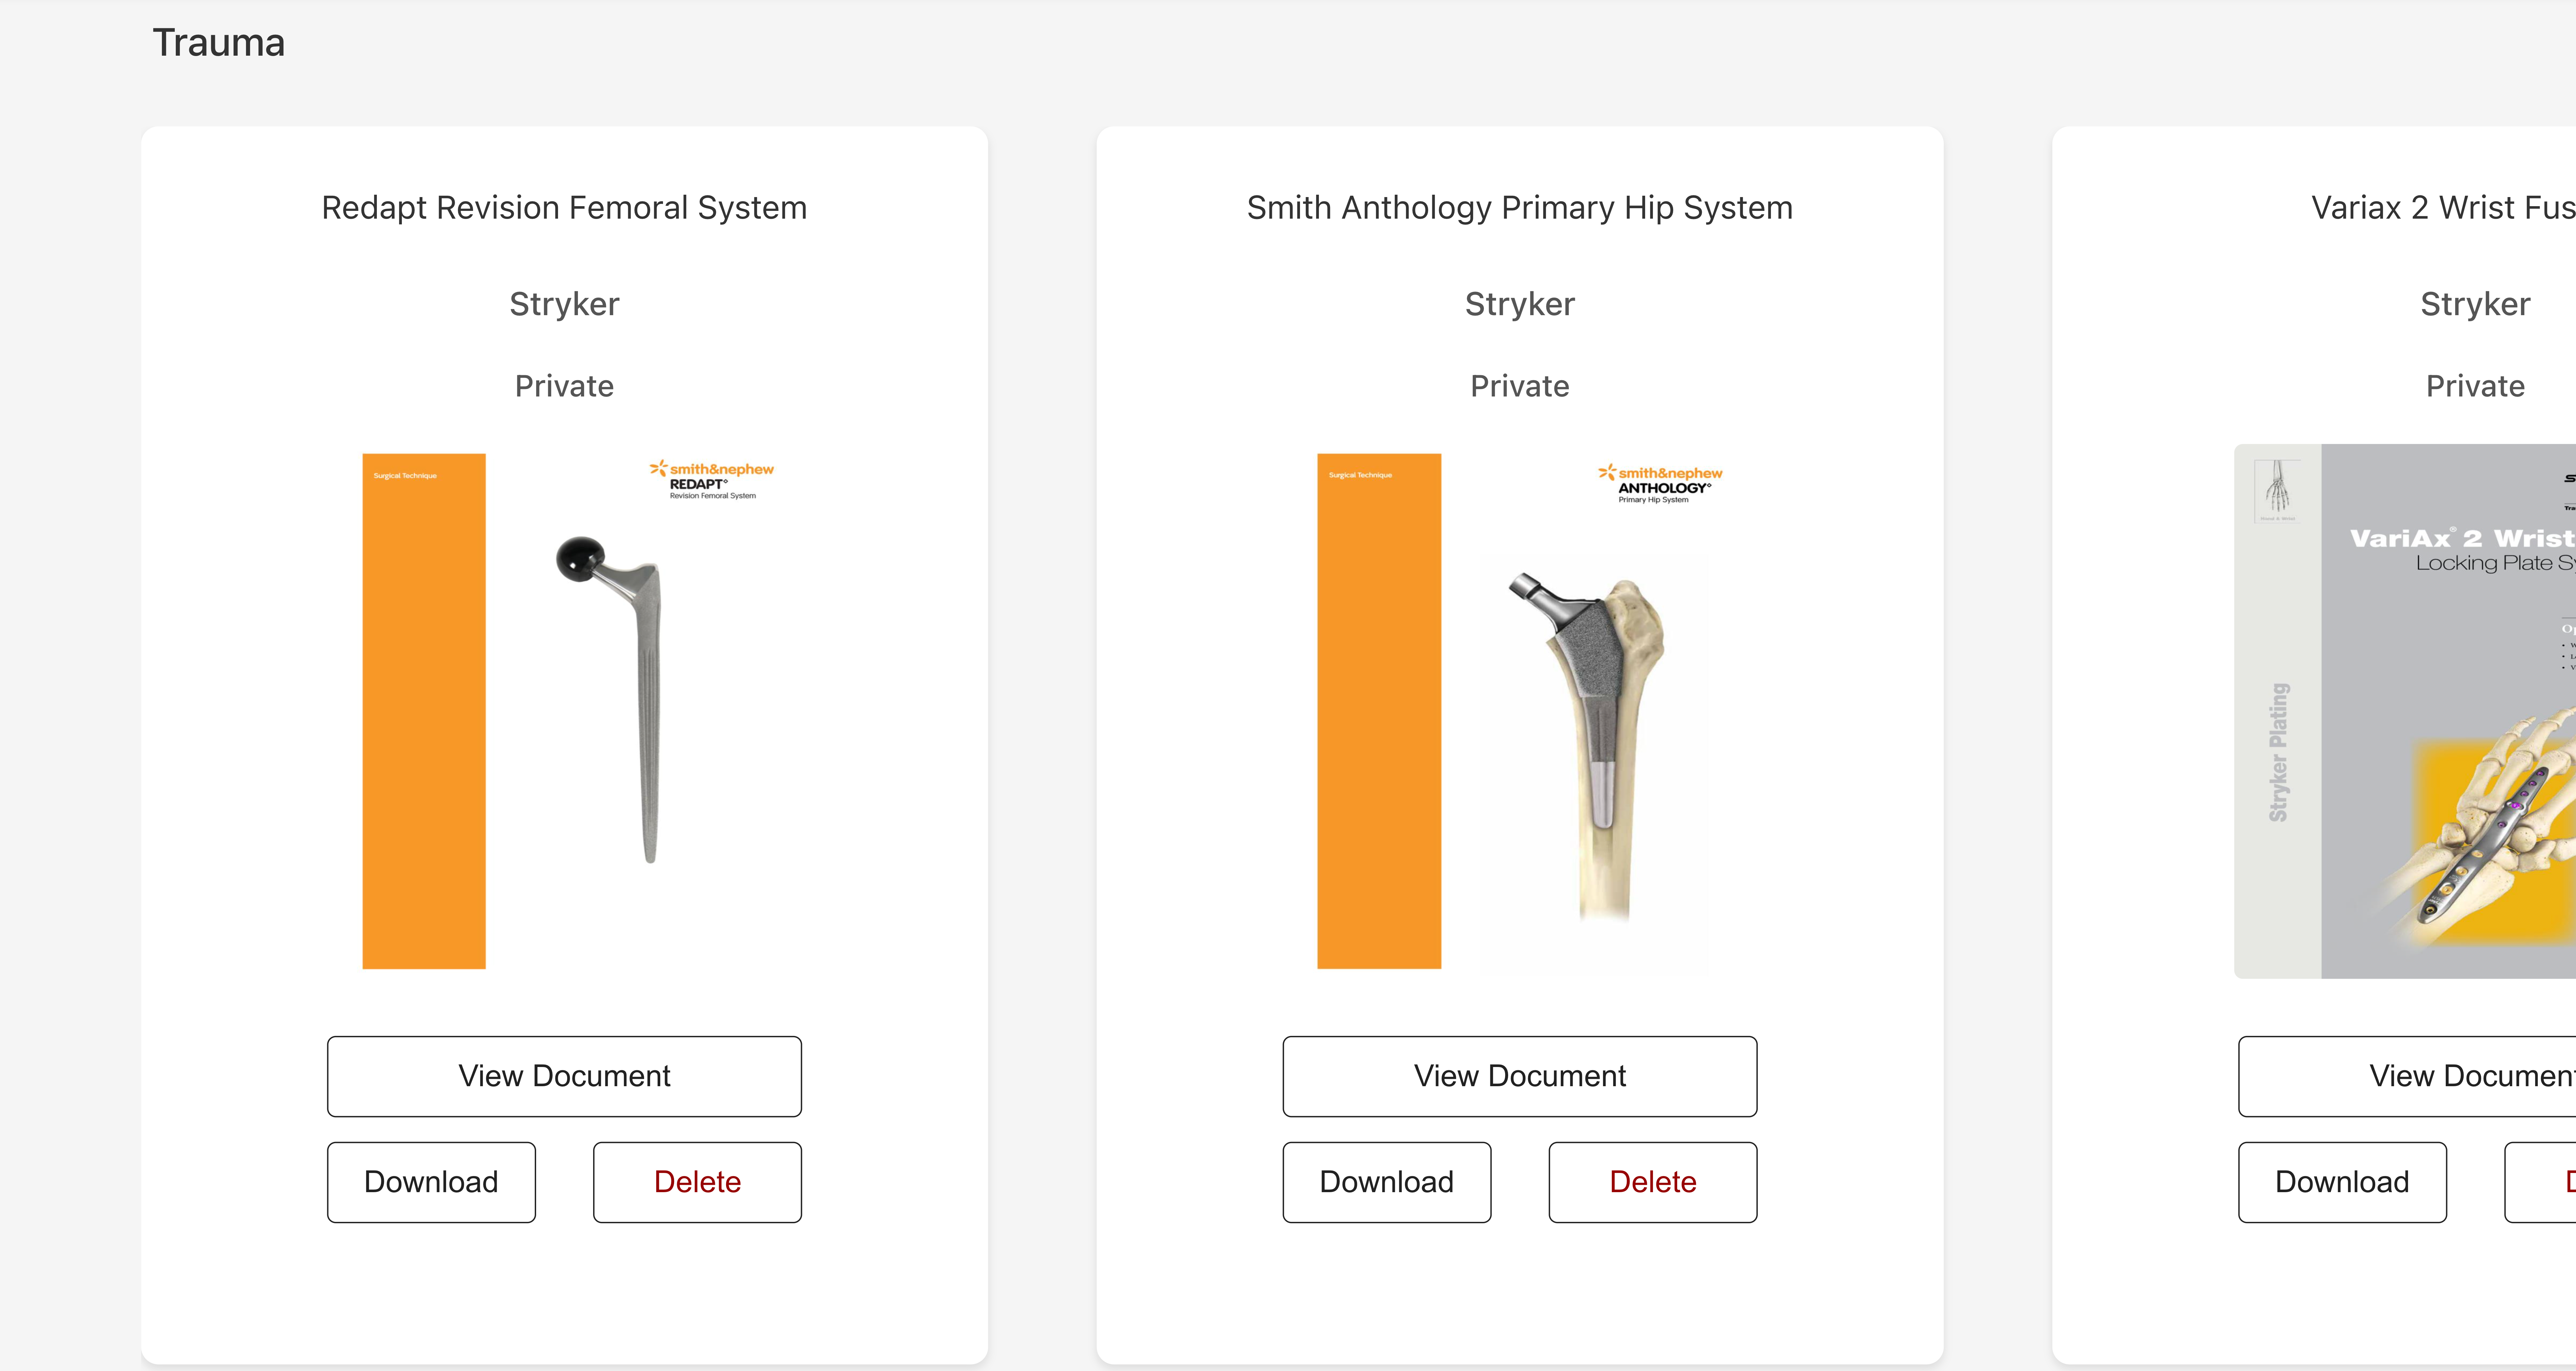 Trauma
Redapt Revision Femoral System
Stryker
Private
Surgical Technique
smith&nephew
REDAPT°
Revision Femoral System
View Document
Download
Delete
Smith Anthology Primary Hip System
Stryker
Private
Surgical Technique
smith&nephew
ANTHOLOGY°
Primary Hip System
View Document
Download
Delete
Variax 2 Wrist Fus
Stryker
Private
VariAx® 2 Wrist
Locking Plate Sy
Stryker Plating
View Document
Download